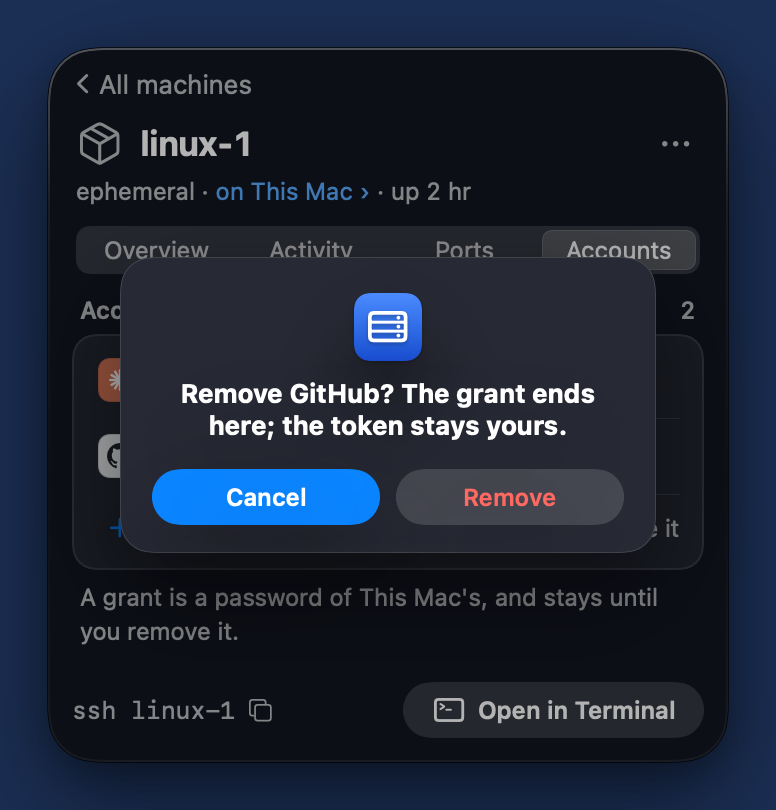 All machines
linux-1
ephemeral · on This Mac › · up 2 hr
Overview Activity Ports Accounts
2
Remove GitHub? The grant ends
here; the token stays yours.
Cancel Remove
it
A grant is a password of This Mac's, and stays until
you remove it.
ssh linux-1 Open in Terminal